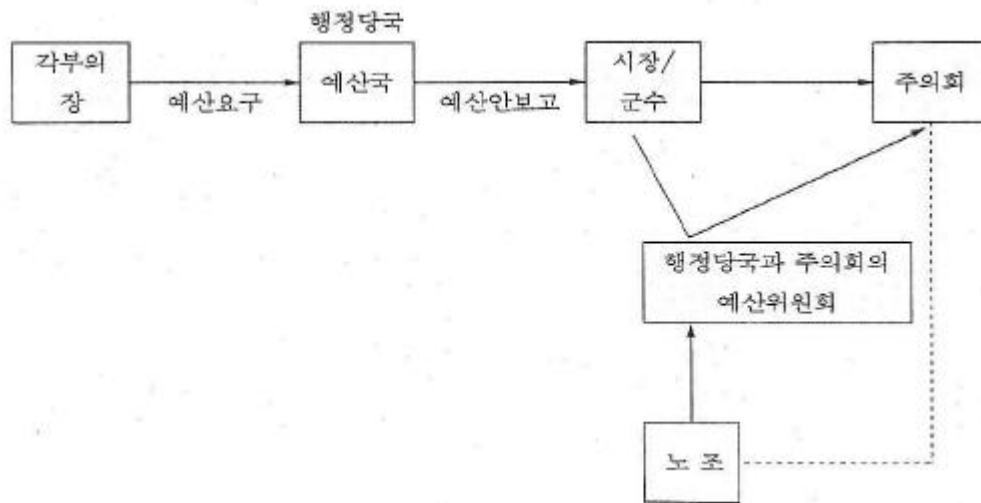 행정당국
각부의
장
예산요구
예산국
예산안보고
시장/
군수
주의회
행정당국과 주의회의
예산위원회
노 조